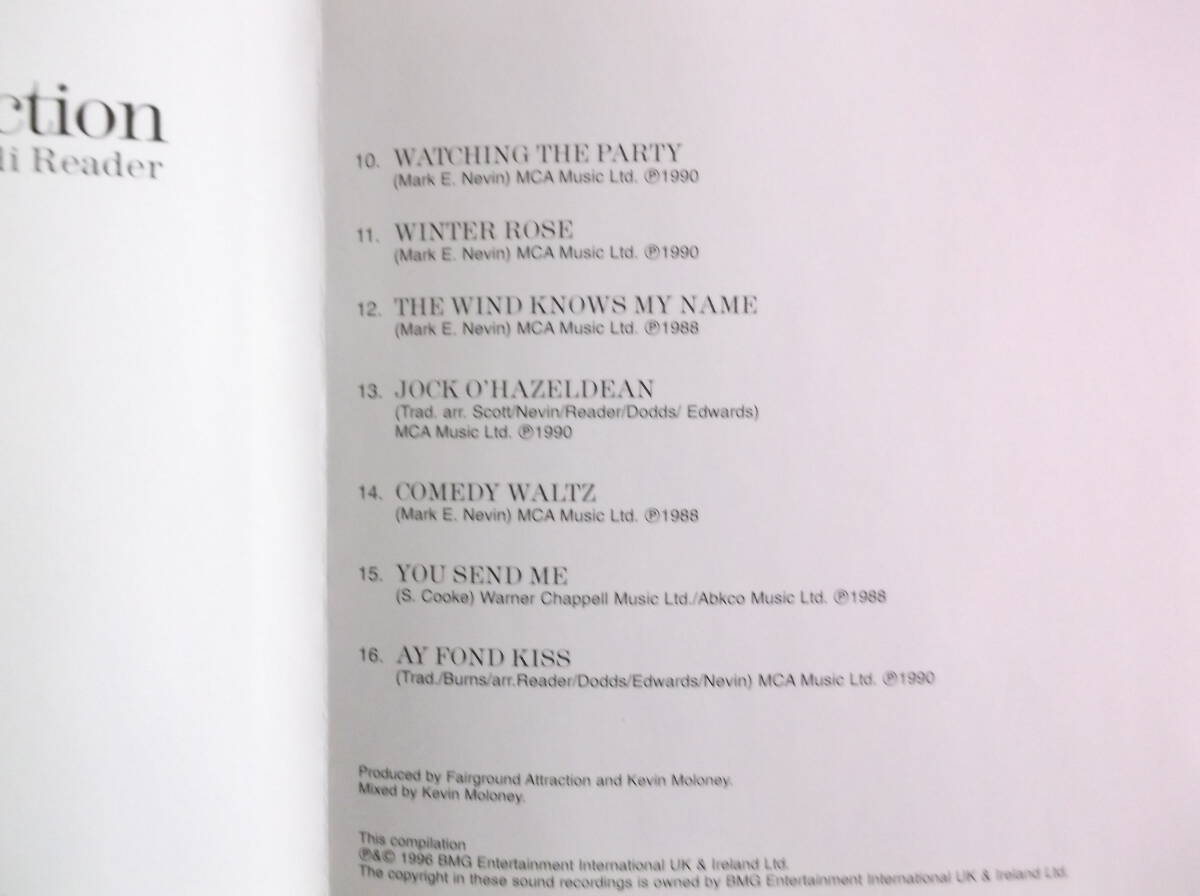 ction
li Reader
10. WATCHING THE PARTY
(Mark E. Nevin) MCA Music Ltd. ℗1990
11. WINTER ROSE
(Mark E. Nevin) MCA Music Ltd. ℗1990
12. THE WIND KNOWS MY NAME
(Mark E. Nevin) MCA Music Ltd. ℗1988
13. JOCK O'HAZELDEAN
(Trad. arr. Scott/Nevin/Reader/Dodds/ Edwards)
MCA Music Ltd. ℗1990
14. COMEDY WALTZ
(Mark E. Nevin) MCA Music Ltd. ℗1988
15. YOU SEND ME
(S. Cooke) Warner Chappell Music Ltd./Abkco Music Ltd. ℗1988
16. AY FOND KISS
(Trad./Burns/arr.Reader/Dodds/Edwards/Nevin) MCA Music Ltd. ℗1990
Produced by Fairground Attraction and Kevin Moloney.
Mixed by Kevin Moloney.
This compilation
℗&© 1996 BMG Entertainment International UK & Ireland Ltd.
The copyright in these sound recordings is owned by BMG Entertainment International UK & Ireland Ltd.